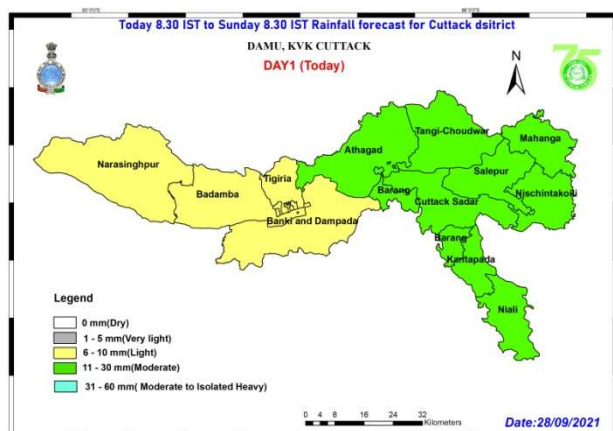 Today 8.30 IST to Sunday 8.30 IST Rainfall forecast for Cuttack dsitrict
DAMU, KVK CUTTACK
DAY1 (Today)
N
75
Tangi-Choudwar
Mahanga
Athagad
Narasinghpur
Tigiria
Salepur
Badamba
Barang
Nischintakoili
Cuttack Sadar
Banki and Dampada
Barang
Kantapada
Niali
Legend
0 mm(Dry)
1 - 5 mm(Very light)
6 - 10 mm(Light)
11 - 30 mm(Moderate)
31 - 60 mm( Moderate to Isolated Heavy)
0 4 8 16 24 32
Kilometers
Date:28/09/2021